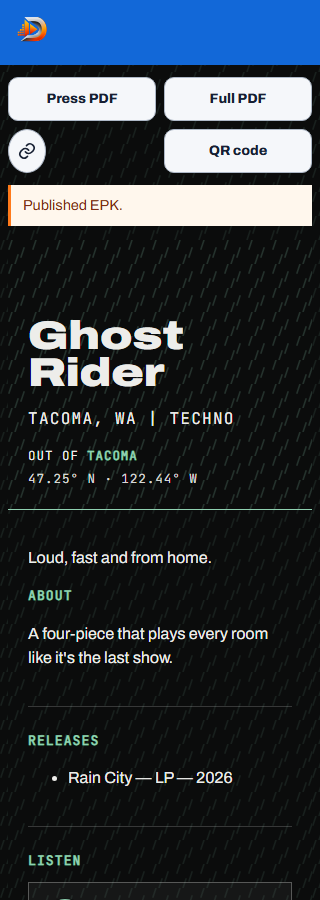 Press PDF
Full PDF
QR code
Published EPK.
Ghost
Rider
TACOMA, WA | TECHNO
OUT OF TACOMA
47.25° N · 122.44° W
Loud, fast and from home.
ABOUT
A four-piece that plays every room
like it's the last show.
RELEASES
Rain City — LP — 2026
LISTEN